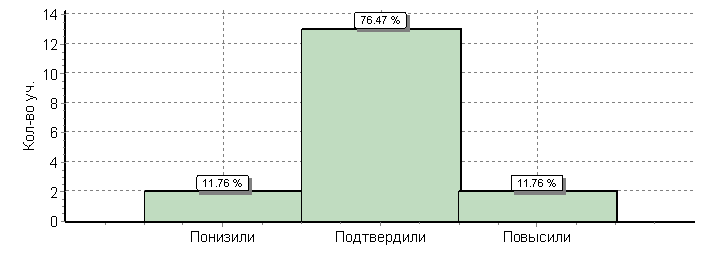 Кол-во уч.
14
12
10
8
6
4
2
0
76.47 %
11.76 %
11.76 %
Понизили
Подтвердили
Повысили